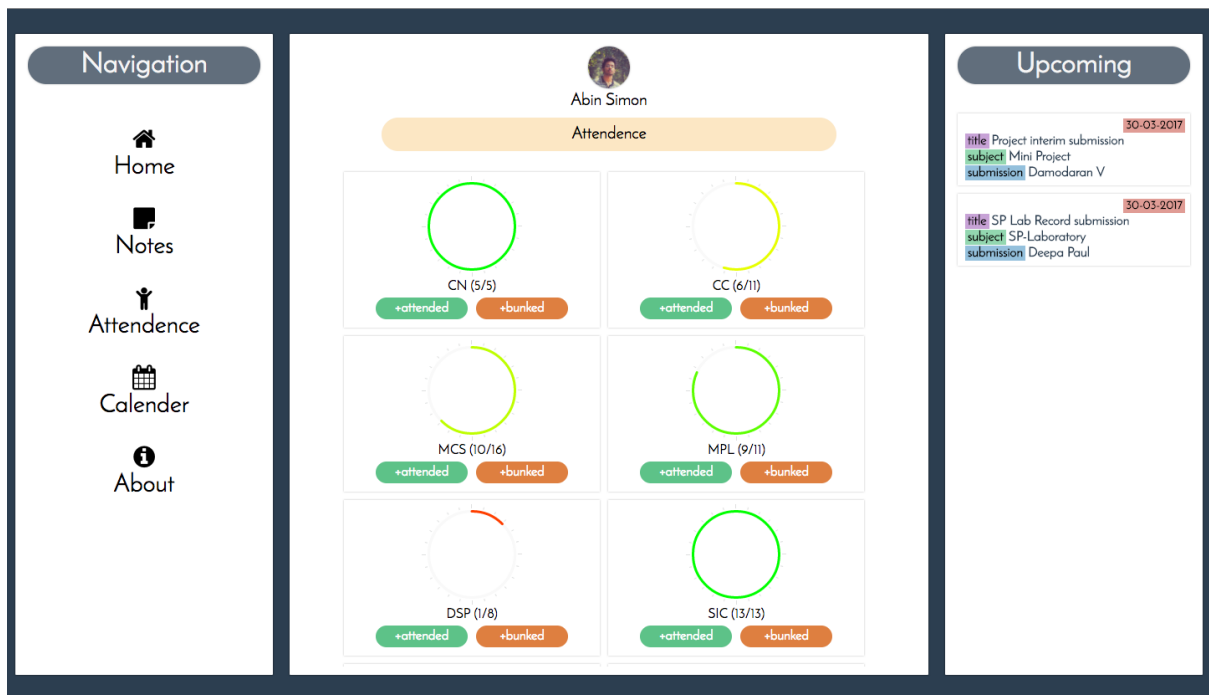 Navigation
Home
Notes
Attendence
Calender
About
Abin Simon
Attendence
CN (5/5)
+attended +bunked
CC (6/11)
+attended +bunked
MCS (10/16)
+attended +bunked
MPL (9/11)
+attended +bunked
DSP (1/8)
+attended +bunked
SIC (13/13)
+attended +bunked
Upcoming
30-03-2017
title Project interim submission
subject Mini Project
submission Damodaran V
30-03-2017
title SP Lab Record submission
subject SP-Laboratory
submission Deepa Paul